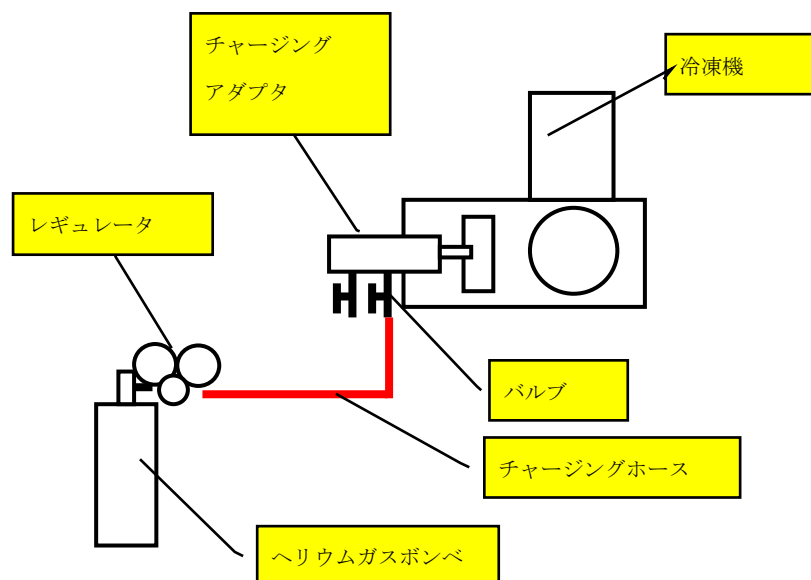 チャージング
アダプタ
冷凍機
レギュレータ
バルブ
チャージングホース
ヘリウムガスボンベ